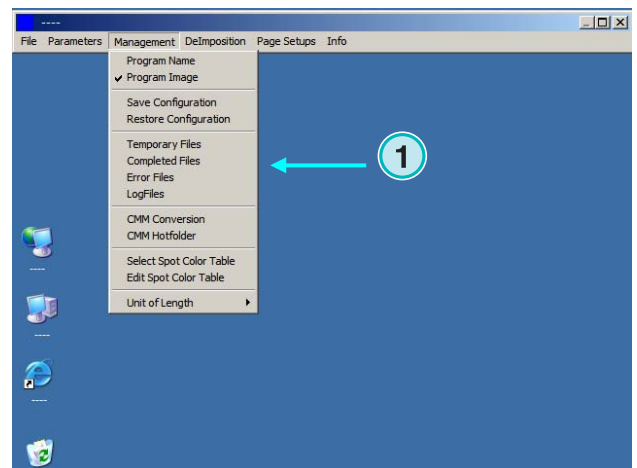 ----
File Parameters Management DeImposition Page Setups Info
Program Name
Program Image
Save Configuration
Restore Configuration
Temporary Files
Completed Files
Error Files
LogFiles
CMM Conversion
CMM Hotfolder
Select Spot Color Table
Edit Spot Color Table
Unit of Length
1
----
----
----